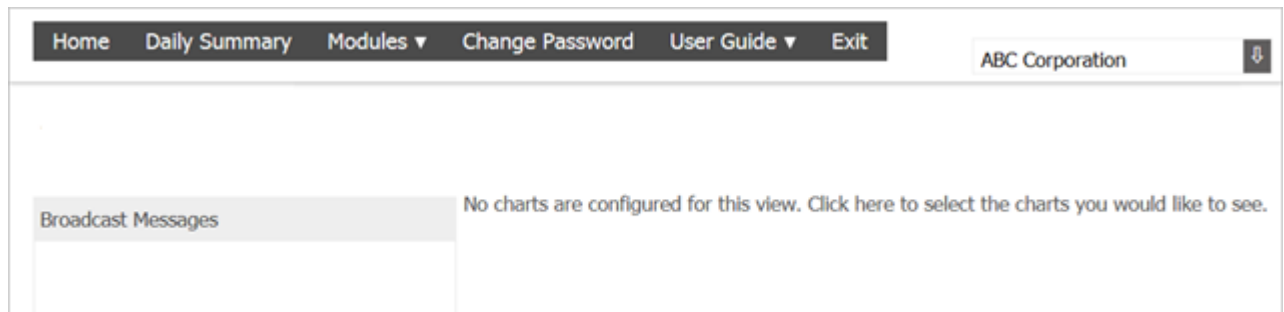 Home Daily Summary Modules ▾ Change Password User Guide ▾ Exit
ABC Corporation
Broadcast Messages
No charts are configured for this view. Click here to select the charts you would like to see.